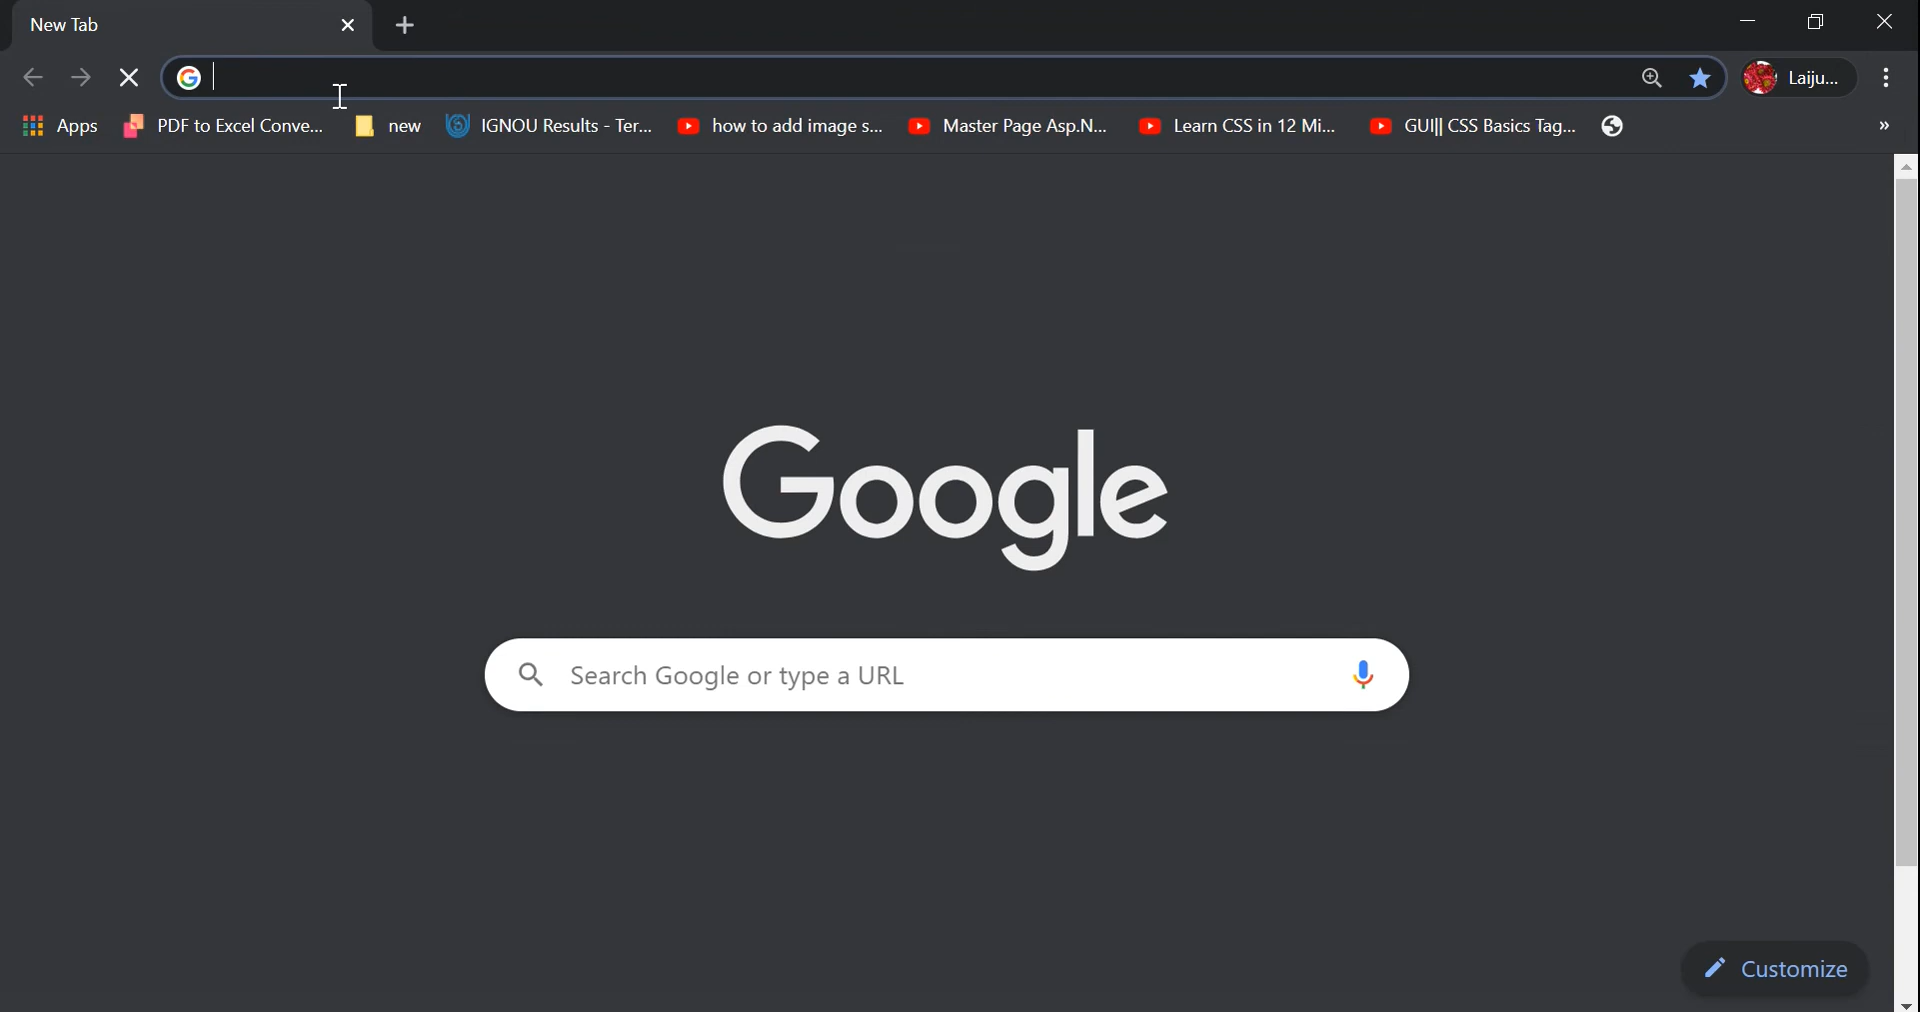 New Tab
Laiju...
Apps PDF to Excel Conve... new IGNOU Results - Ter... how to add image s... Master Page Asp.N... Learn CSS in 12 Mi... GUI|| CSS Basics Tag... »
Google
Search Google or type a URL
Customize